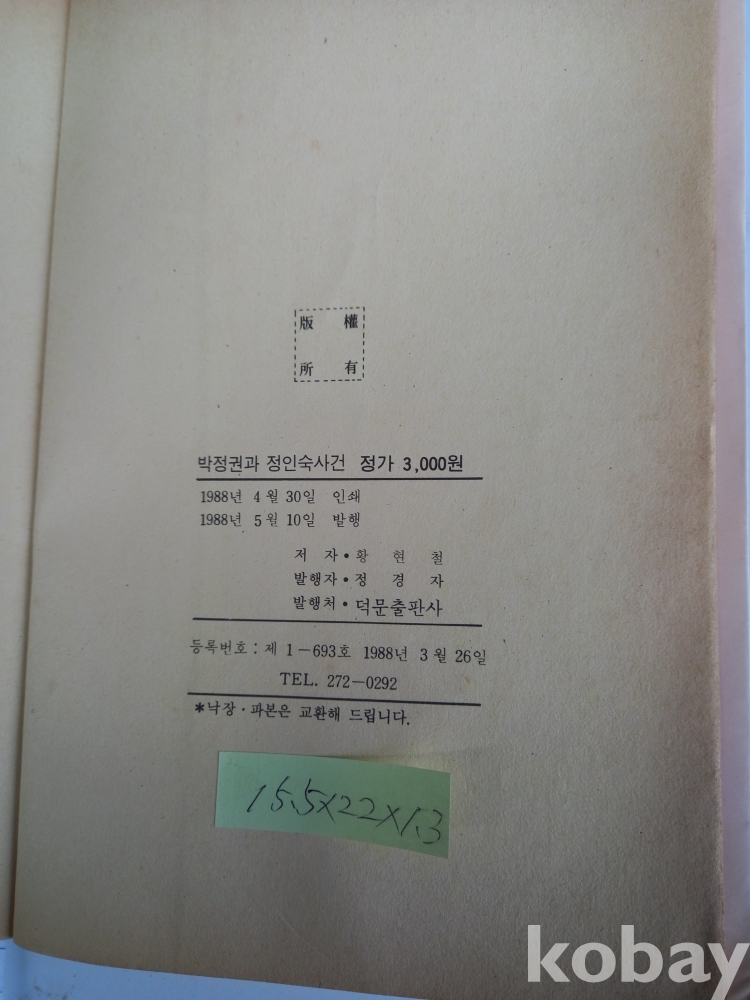 版 權
所 有
박정권과 정인숙사건 정가 3,000원
1988년 4월 30일 인쇄
1988년 5월 10일 발행
저 자・황 현 철
발행자・정 경 자
발행처・덕문출판사
등록번호 : 제 1－693호 1988년 3월 26일
TEL. 272－0292
*낙장・파본은 교환해 드립니다.
15.5×22×1.3
kobay